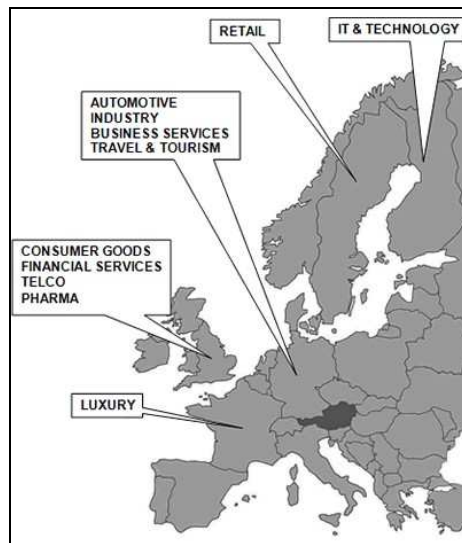 RETAIL
IT & TECHNOLOGY
AUTOMOTIVE
INDUSTRY
BUSINESS SERVICES
TRAVEL & TOURISM
CONSUMER GOODS
FINANCIAL SERVICES
TELCO
PHARMA
LUXURY